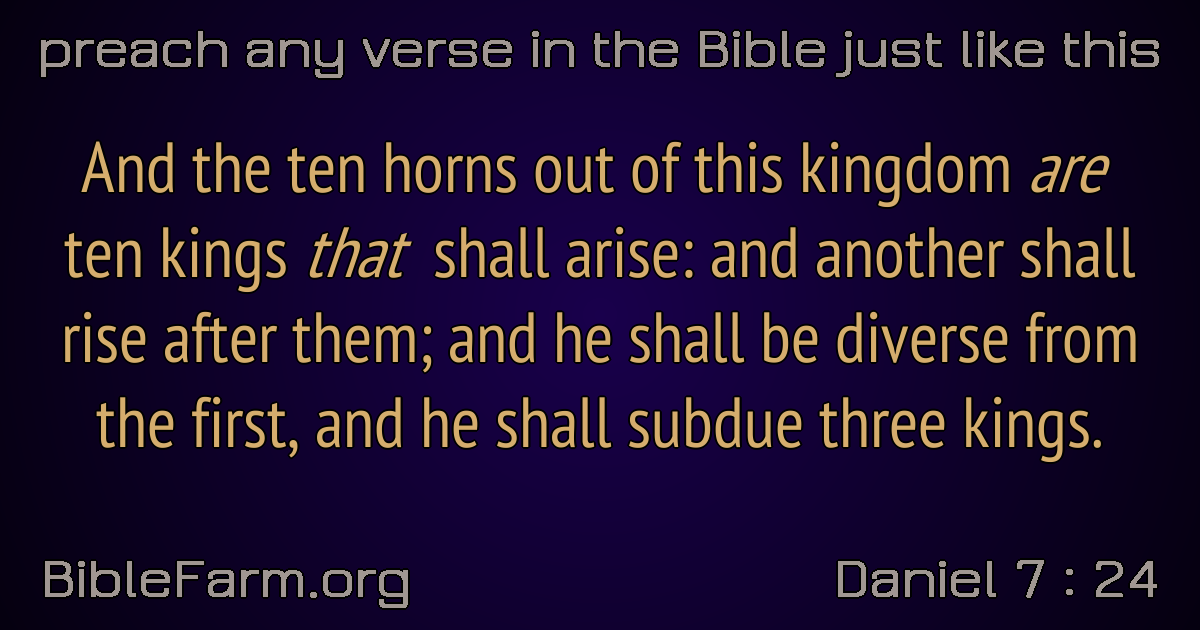 preach any verse in the Bible just like this
And the ten horns out of this kingdom are
ten kings that shall arise: and another shall
rise after them; and he shall be diverse from
the first, and he shall subdue three kings.
BibleFarm.org
Daniel 7 : 24